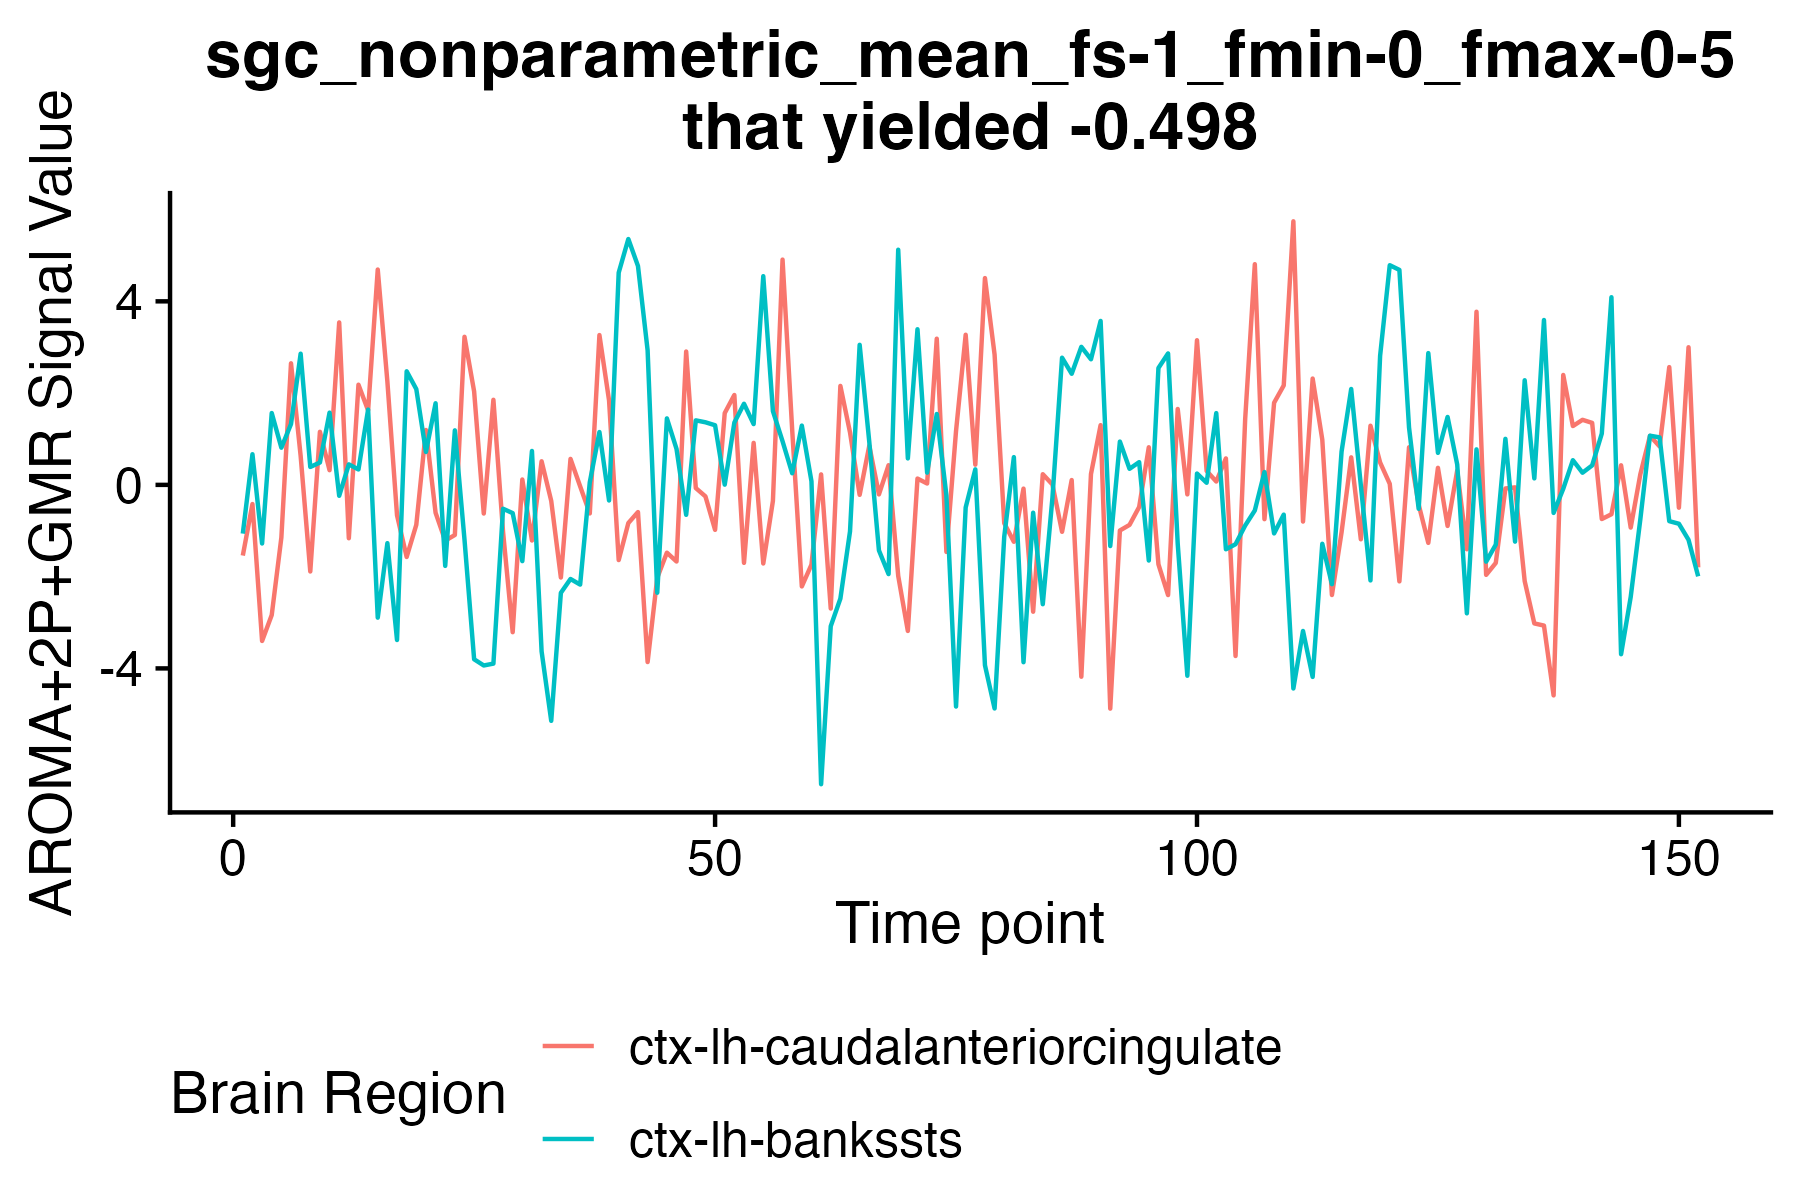 sgc_nonparametric_mean_fs-1_fmin-0_fmax-0-5
that yielded -0.498
AROMA+2P+GMR Signal Value
4
0
-4
0
50
100
150
Time point
Brain Region
ctx-lh-caudalanteriorcingulate
ctx-lh-bankssts